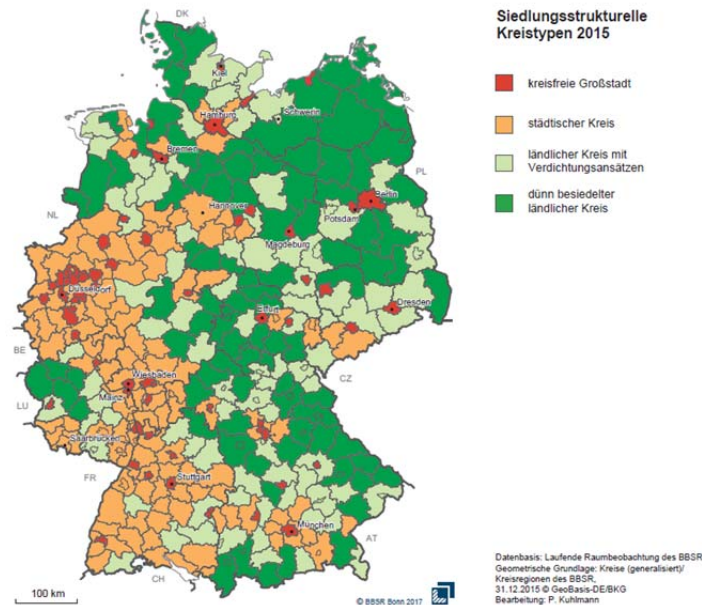 Siedlungsstrukturelle
Kreistypen 2015
kreisfreie Großstadt
städtischer Kreis
ländlicher Kreis mit
Verdichtungsansätzen
dünn besiedelter
ländlicher Kreis
DK
Kiel
Hamburg
Schwerin
Bremen
PL
Berlin
NL
Hannover
Potsdam
Magdeburg
Düsseldorf
Erfurt
Dresden
BE
Wiesbaden
CZ
LU
Mainz
Saarbrücken
FR
Stuttgart
München
AT
CH
100 km
© BBSR Bonn 2017
Datenbasis: Laufende Raumbeobachtung des BBSR
Geometrische Grundlage: Kreise (generalisiert)/
Kreisregionen des BBSR,
31.12.2015 © GeoBasis-DE/BKG
Bearbeitung: P. Kuhlmann